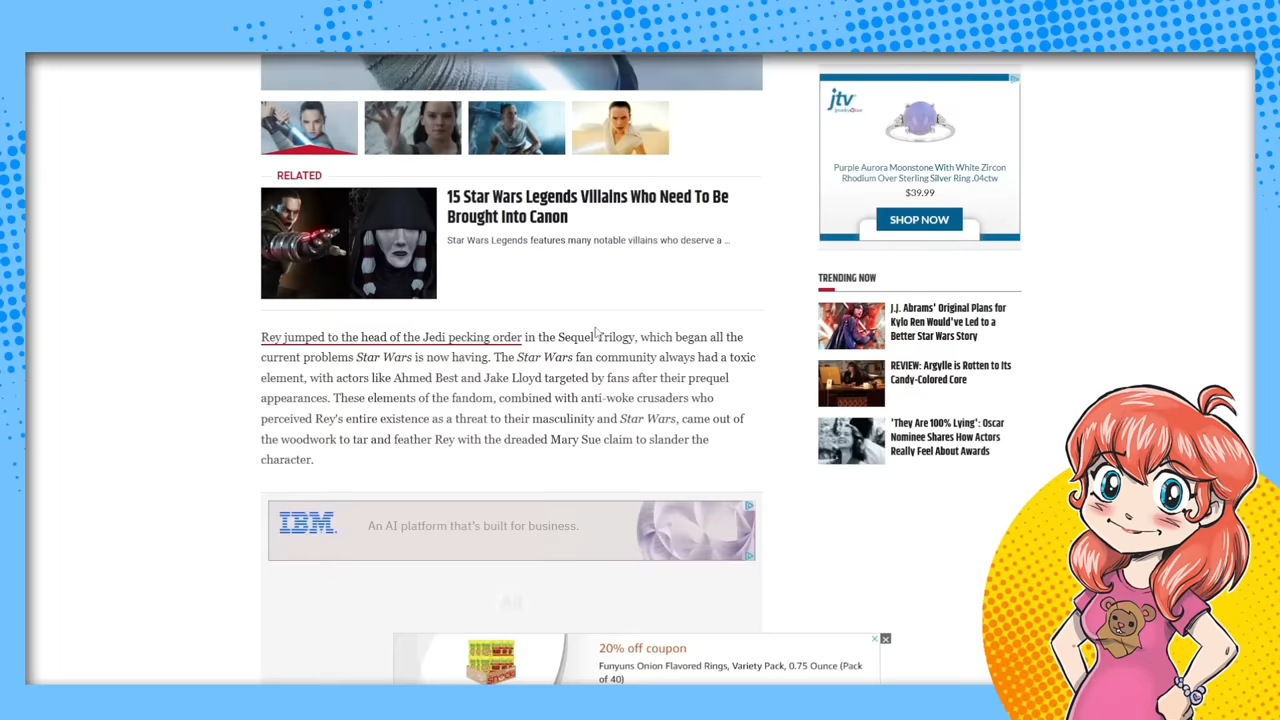 RELATED
15 Star Wars Legends Villains Who Need To Be
Brought Into Canon
Star Wars Legends features many notable villains who deserve a ...
Rey jumped to the head of the Jedi pecking order in the Sequel Trilogy, which began all the
current problems Star Wars is now having. The Star Wars fan community always had a toxic
element, with actors like Ahmed Best and Jake Lloyd targeted by fans after their prequel
appearances. These elements of the fandom, combined with anti-woke crusaders who
perceived Rey's entire existence as a threat to their masculinity and Star Wars, came out of
the woodwork to tar and feather Rey with the dreaded Mary Sue claim to slander the
character.
IBM.
An AI platform that's built for business.
20% off coupon
Funyuns Onion Flavored Rings, Variety Pack, 0.75 Ounce (Pack
of 40)
jtv
Purple Aurora Moonstone With White Zircon
Rhodium Over Sterling Silver Ring .04ctw
$39.99
SHOP NOW
TRENDING NOW
J.J. Abrams' Original Plans for
Kylo Ren Would've Led to a
Better Star Wars Story
REVIEW: Argylle is Rotten to Its
Candy-Colored Core
'They Are 100% Lying': Oscar
Nominee Shares How Actors
Really Feel About Awards